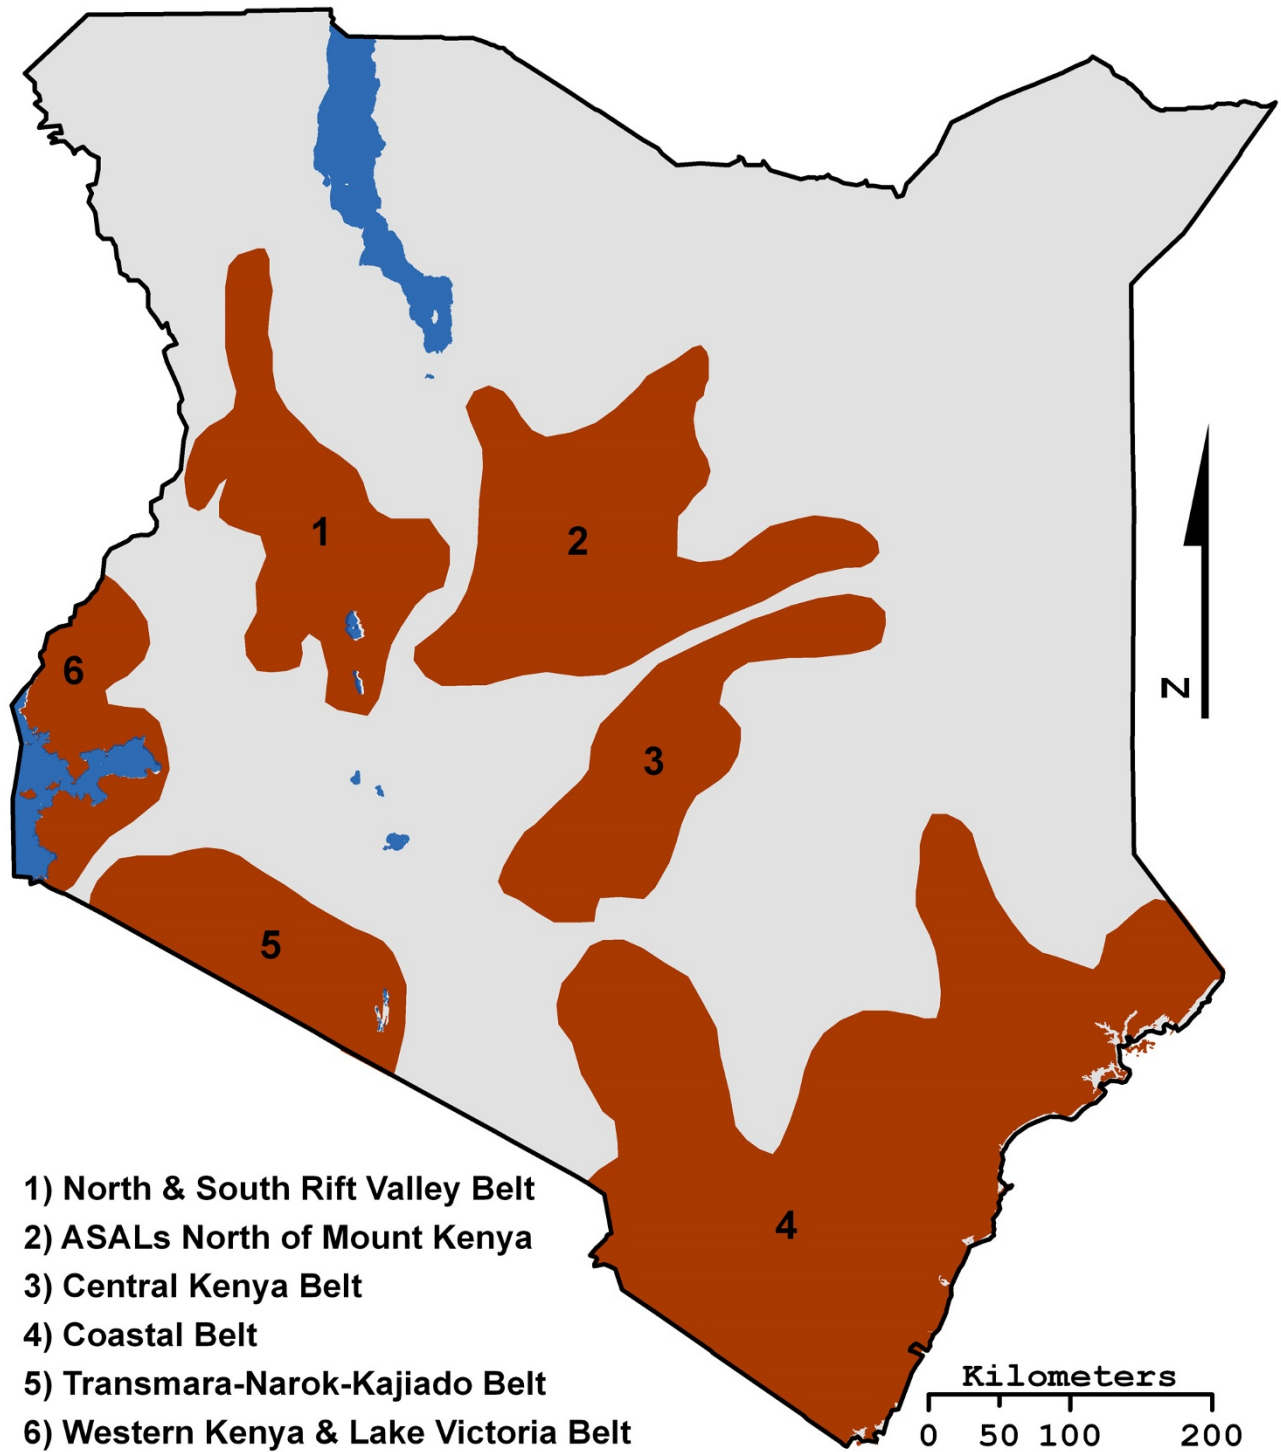 1
2
6
3
5
4
N
1) North & South Rift Valley Belt
2) ASALs North of Mount Kenya
3) Central Kenya Belt
4) Coastal Belt
5) Transmara-Narok-Kajiado Belt
6) Western Kenya & Lake Victoria Belt
Kilometers
0 50 100 200